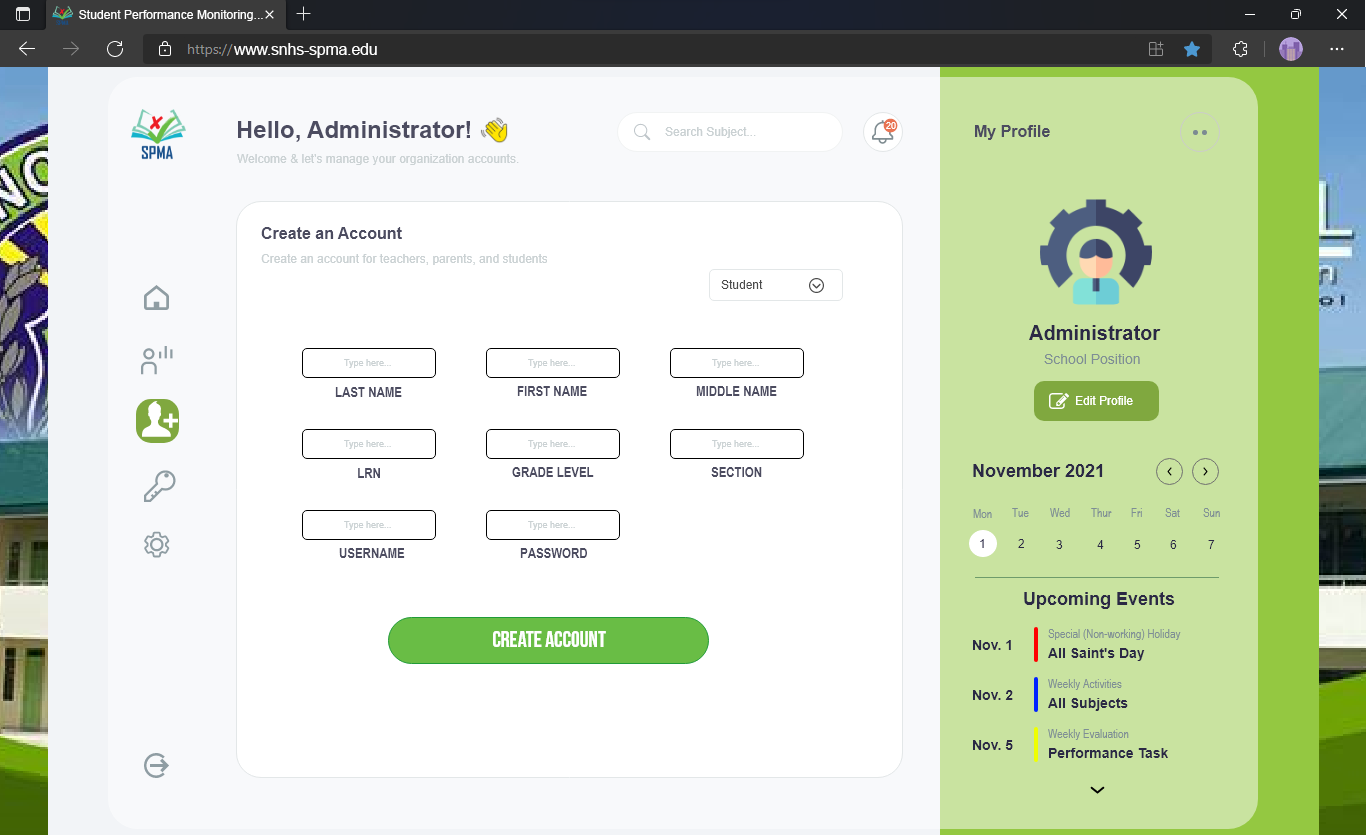 Student Performance Monitoring...
https://www.snhs-spma.edu
SPMA
Hello, Administrator!
Welcome & let's manage your organization accounts.
Search Subject...
20
My Profile
Create an Account
Create an account for teachers, parents, and students
Student
Type here...
Type here...
Type here...
LAST NAME
FIRST NAME
MIDDLE NAME
Type here...
Type here...
Type here...
LRN
GRADE LEVEL
SECTION
Type here...
Type here...
USERNAME
PASSWORD
CREATE ACCOUNT
Administrator
School Position
Edit Profile
November 2021
Mon Tue Wed Thur Fri Sat Sun
1 2 3 4 5 6 7
Upcoming Events
Nov. 1
Special (Non-working) Holiday
All Saint's Day
Nov. 2
Weekly Activities
All Subjects
Nov. 5
Weekly Evaluation
Performance Task